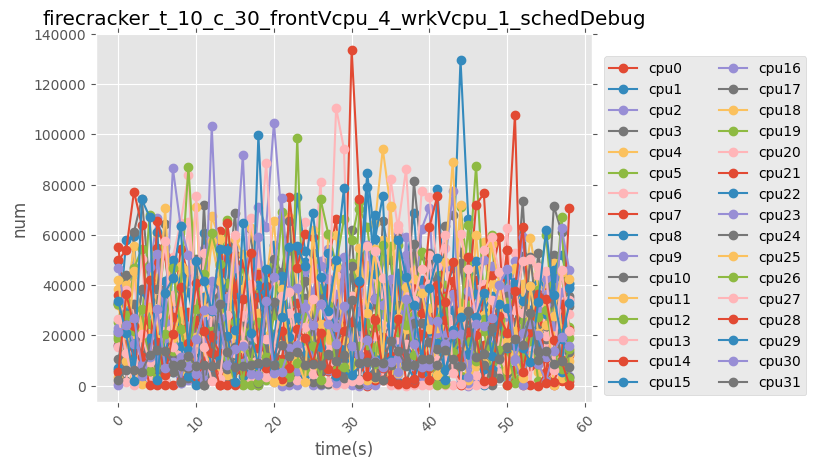 firecracker_t_10_c_30_frontVcpu_4_wrkVcpu_1_schedDebug
140000
120000
100000
80000
60000
40000
20000
0
num
0
10
20
30
40
50
60
time(s)
cpu0
cpu1
cpu2
cpu3
cpu4
cpu5
cpu6
cpu7
cpu8
cpu9
cpu10
cpu11
cpu12
cpu13
cpu14
cpu15
cpu16
cpu17
cpu18
cpu19
cpu20
cpu21
cpu22
cpu23
cpu24
cpu25
cpu26
cpu27
cpu28
cpu29
cpu30
cpu31